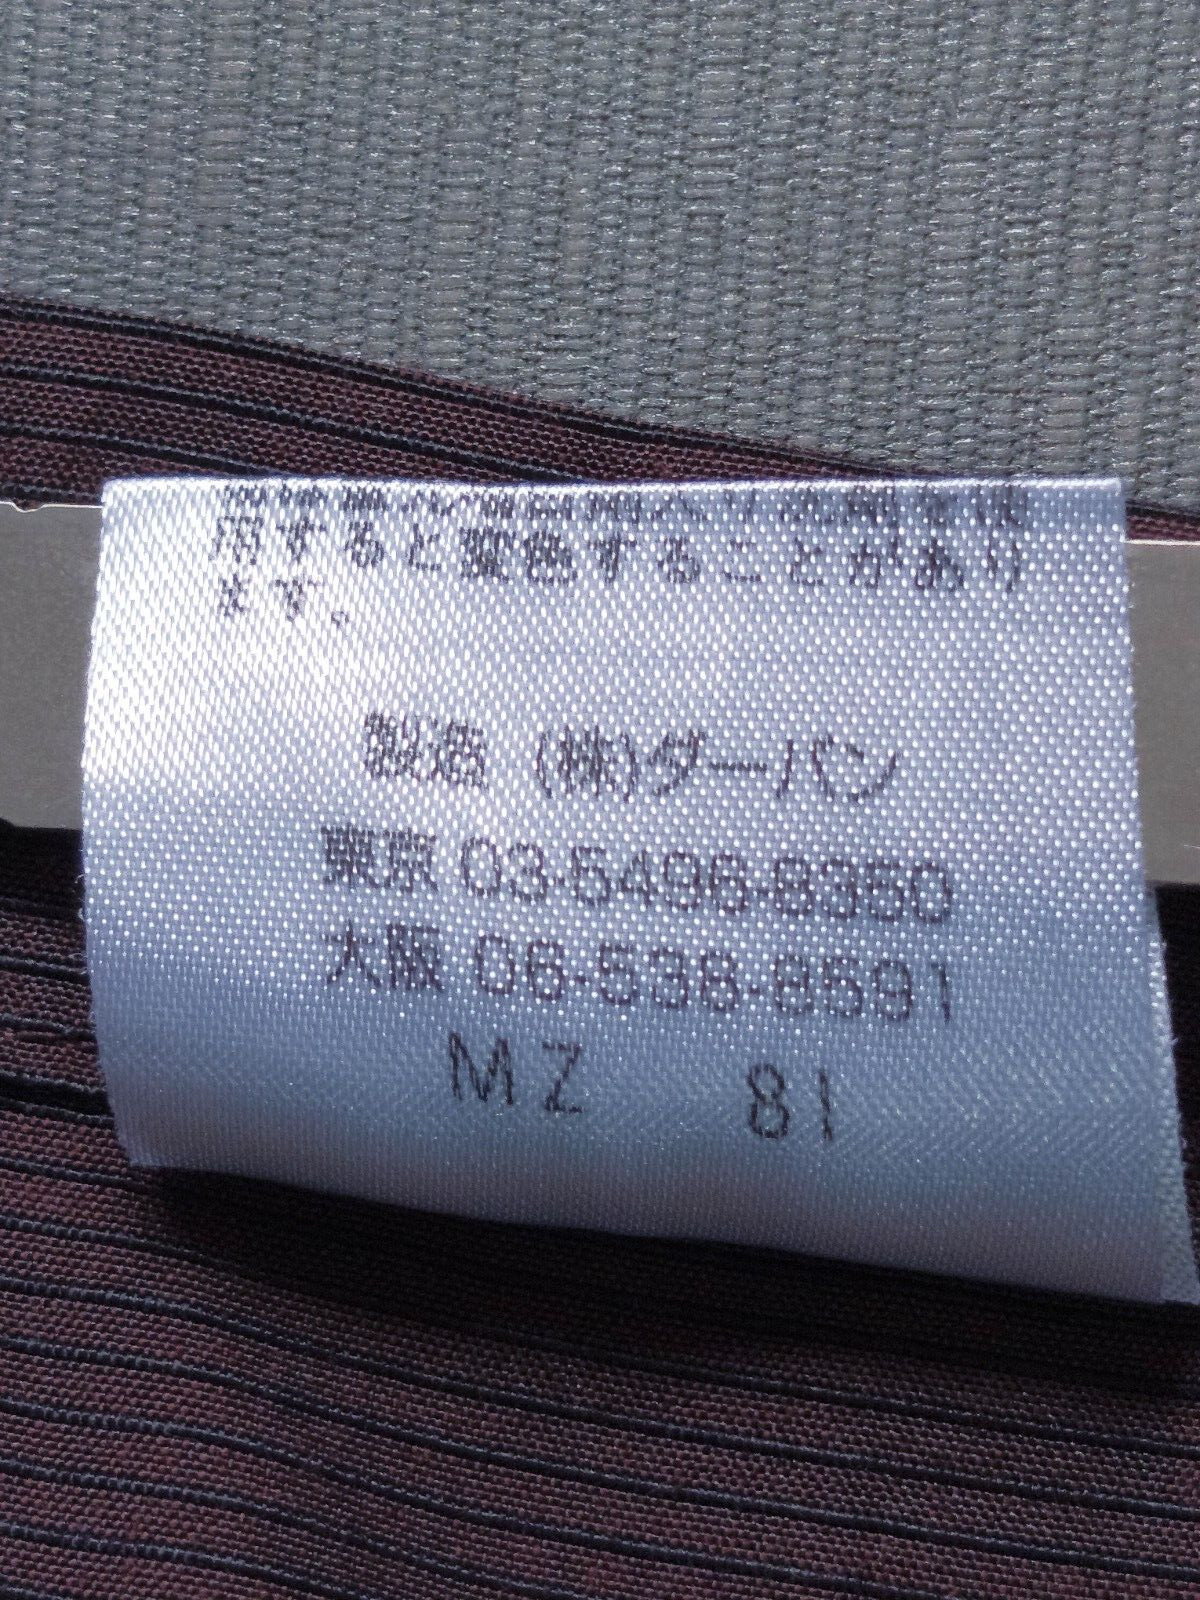 用すると変色することがあり
ます。
製造 (株)ダーバン
東京 03-5496-8350
大阪 06-538-8591
MZ 81